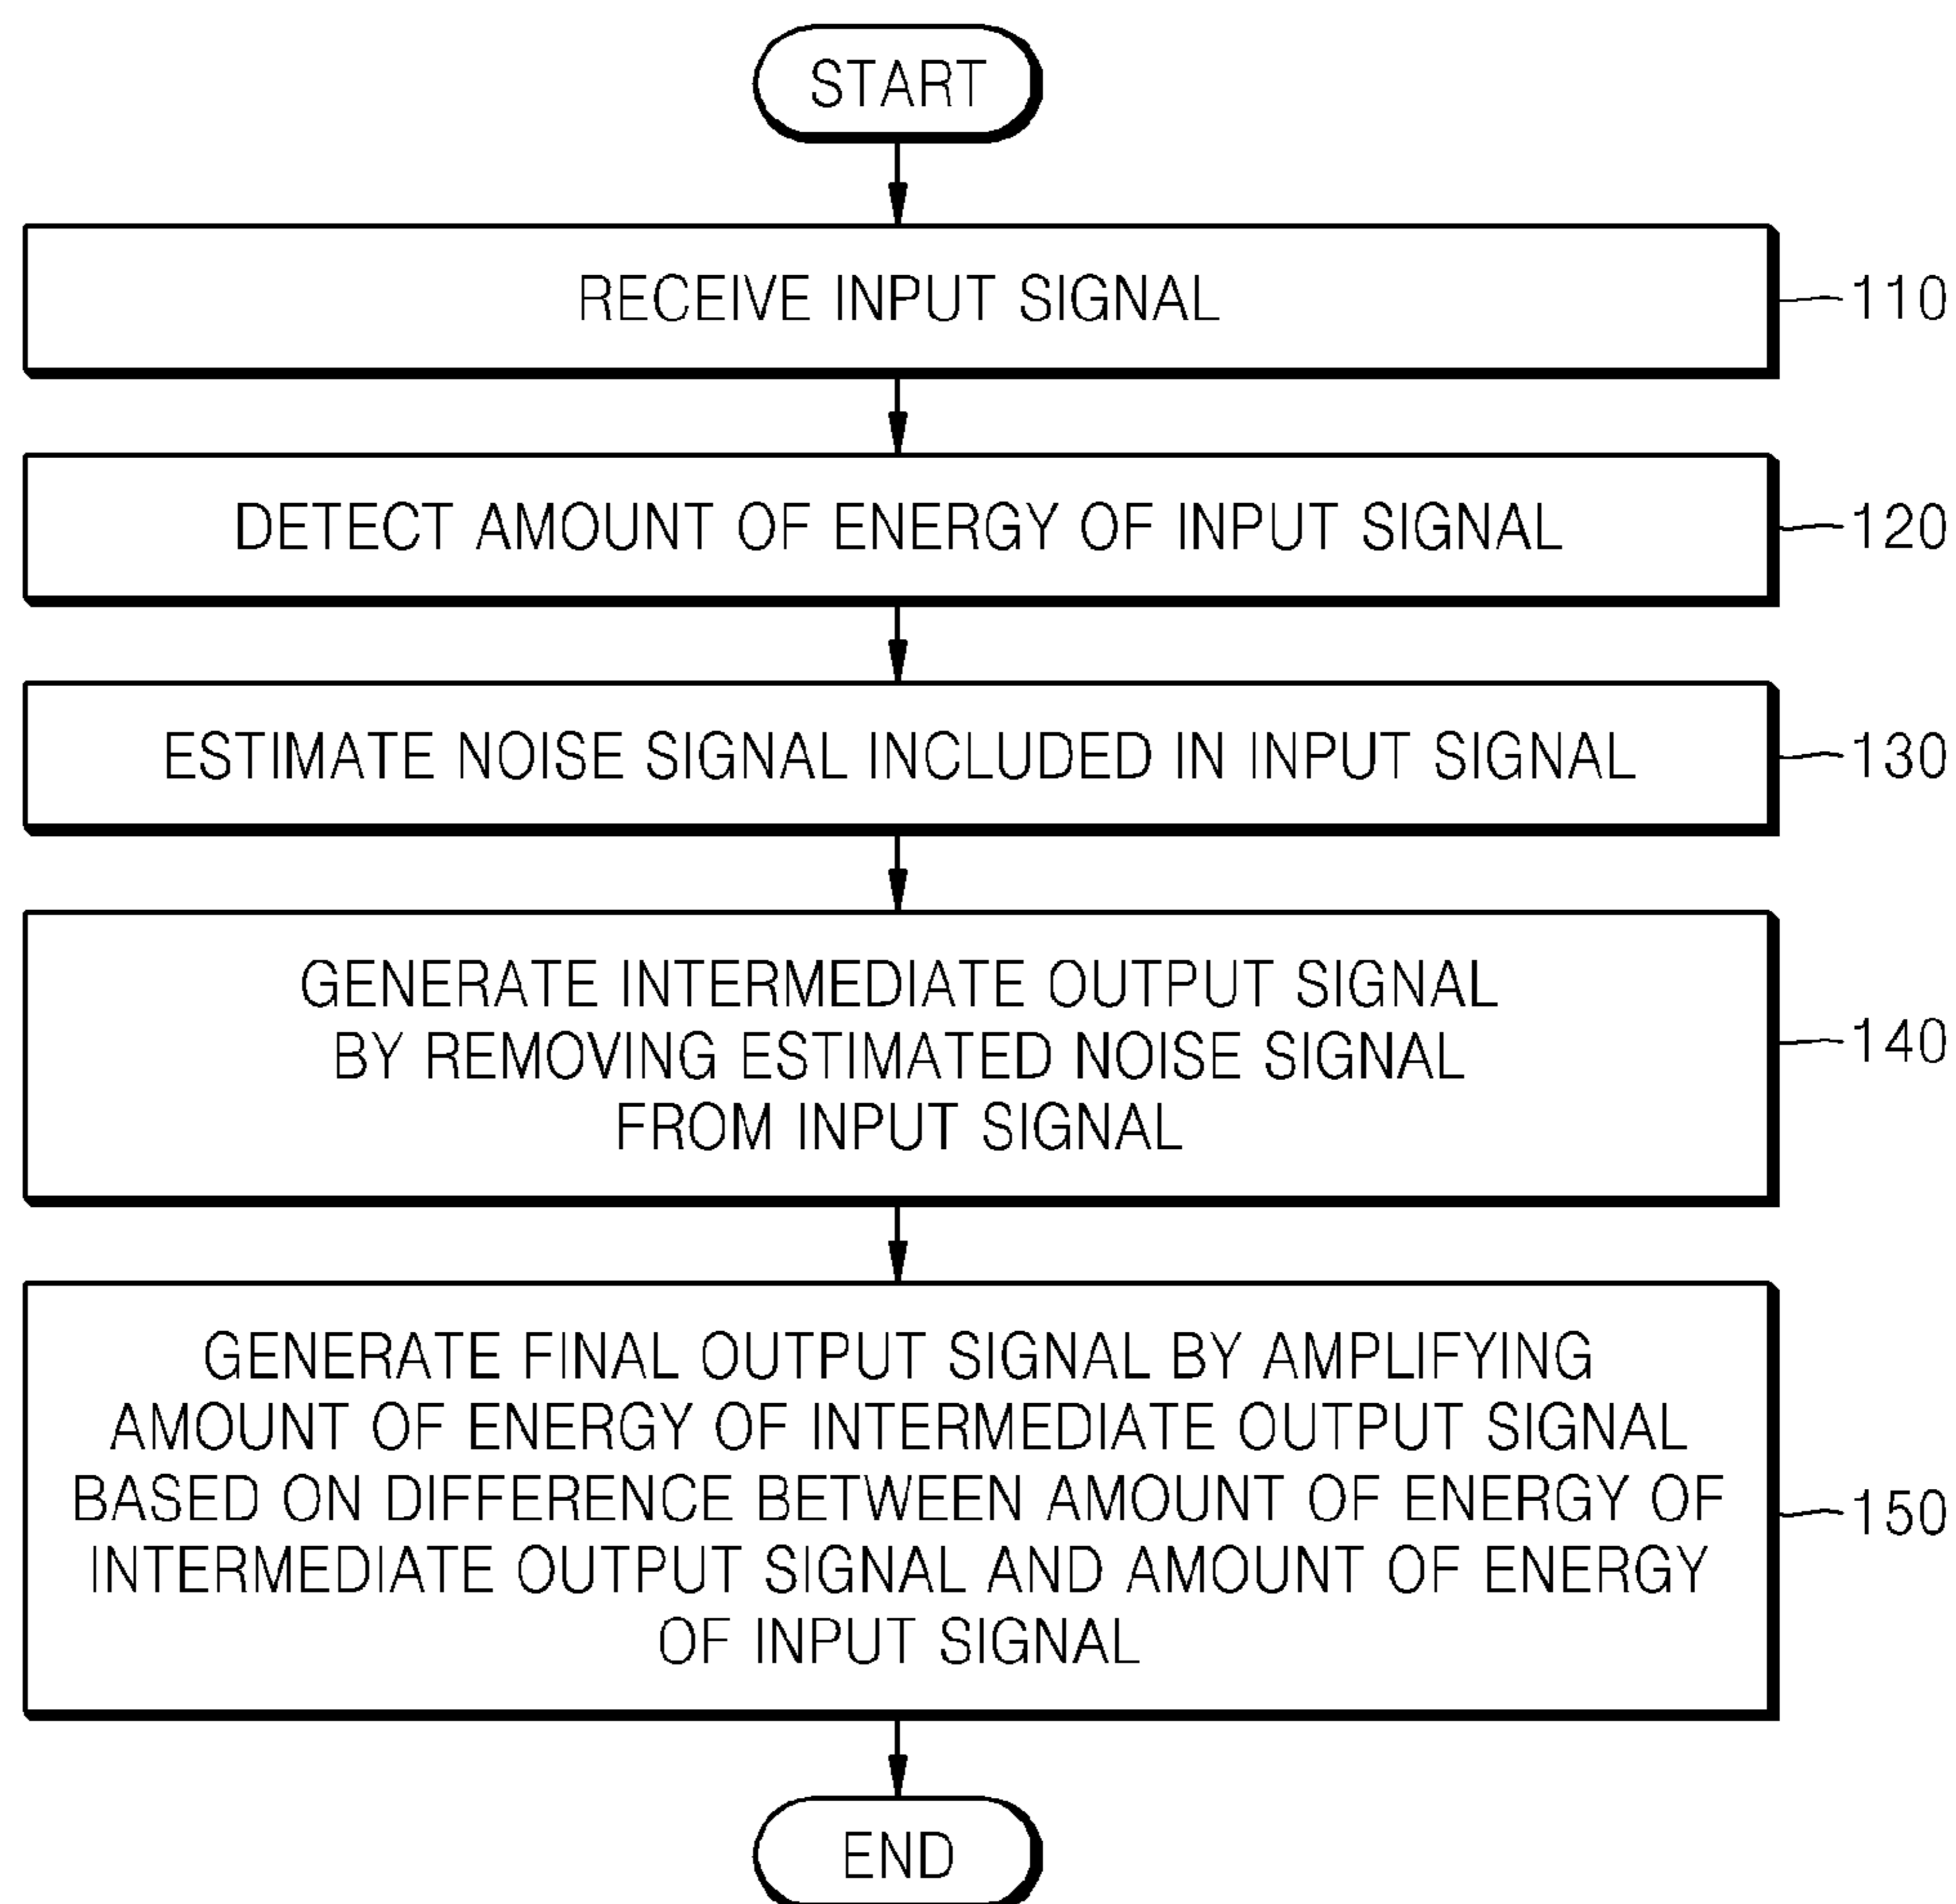 START
RECEIVE INPUT SIGNAL
110
DETECT AMOUNT OF ENERGY OF INPUT SIGNAL
120
ESTIMATE NOISE SIGNAL INCLUDED IN INPUT SIGNAL
130
GENERATE INTERMEDIATE OUTPUT SIGNAL
BY REMOVING ESTIMATED NOISE SIGNAL
FROM INPUT SIGNAL
140
GENERATE FINAL OUTPUT SIGNAL BY AMPLIFYING
AMOUNT OF ENERGY OF INTERMEDIATE OUTPUT SIGNAL
BASED ON DIFFERENCE BETWEEN AMOUNT OF ENERGY OF
INTERMEDIATE OUTPUT SIGNAL AND AMOUNT OF ENERGY
OF INPUT SIGNAL
150
END